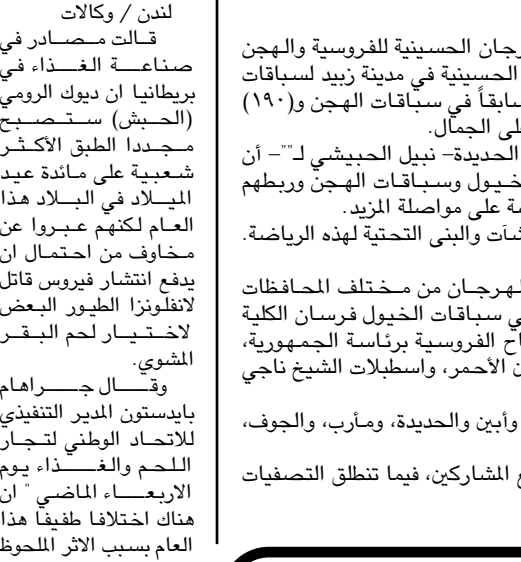 رجان الحسينية للفروسية والهجن
الحسينية في مدينة زبيد لسباقات
سابقاً في سباقات الهجن و(١٩٠)
لى الجمال.
الحديدة– نبيل الحبيشي لـ""– أن
خيول وسباقات الهجن وربطهم
ة على مواصلة المزيد.
شآت والبنى التحتية لهذه الرياضة.
لهرجان من مختلف المحافظات
ي سباقات الخيول فرسان الكلية
اح الفروسية برئاسة الجمهورية،
ن الأحمر، واسطبلات الشيخ ناجي
وأبين والحديدة، ومأرب، والجوف،
ع المشاركين، فيما تنطلق التصفيات
لندن / وكالات
قالت مصادر في
صناعة الغذاء في
بريطانيا ان ديوك الرومي
(الحبش) ستصبح
مجددا الطبق الأكثر
شعبية على مائدة عيد
الميلاد في البلاد هذا
العام لكنهم عبروا عن
مخاوف من احتمال ان
يدفع انتشار فيروس قاتل
لانفلونزا الطيور البعض
لاختيار لحم البقر
المشوي.
وقال جراهام
بايدستون المدير التنفيذي
للاتحاد الوطني لتجار
اللحم والغذاء يوم
الاربعاء الماضي " ان
هناك اختلافا طفيفا هذا
العام بسبب الاثر الملحوظ